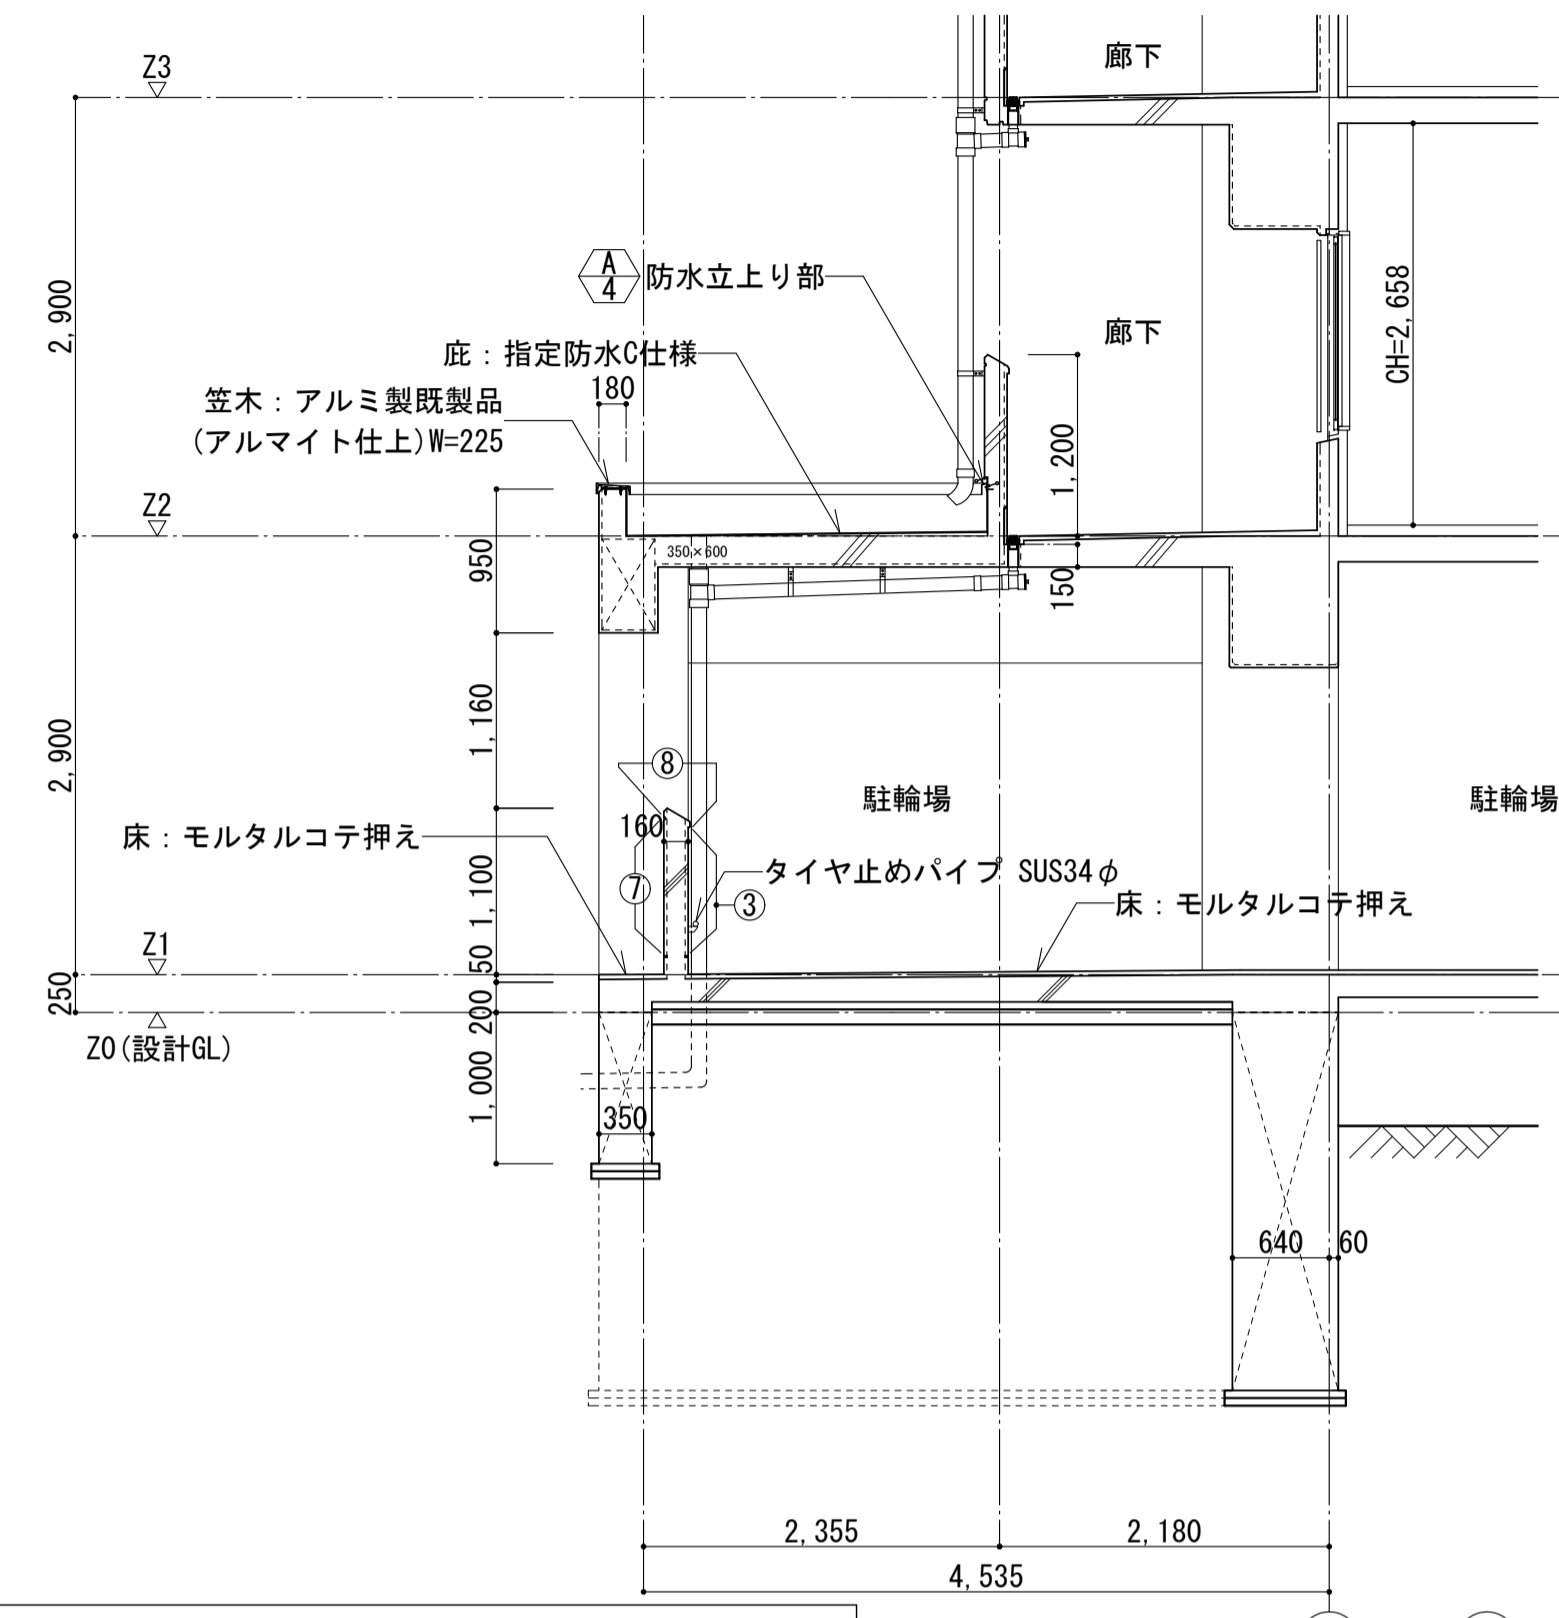 廊下
Z3
A
4
防水立上り部
廊下
2,900
CH=2,658
庇：指定防水C仕様
180
笠木：アルミ製既製品
(アルマイト仕上)W=225
1,200
Z2
350×600
950
150
1,160
2,900
⑧
駐輪場
駐輪場
160
床：モルタルコテ押え
タイヤ止めパイプ SUS34φ
⑦
③
床：モルタルコテ押え
1,100
Z1
50
250
200
Z0(設計GL)
1,000
350
640
60
2,355
2,180
4,535